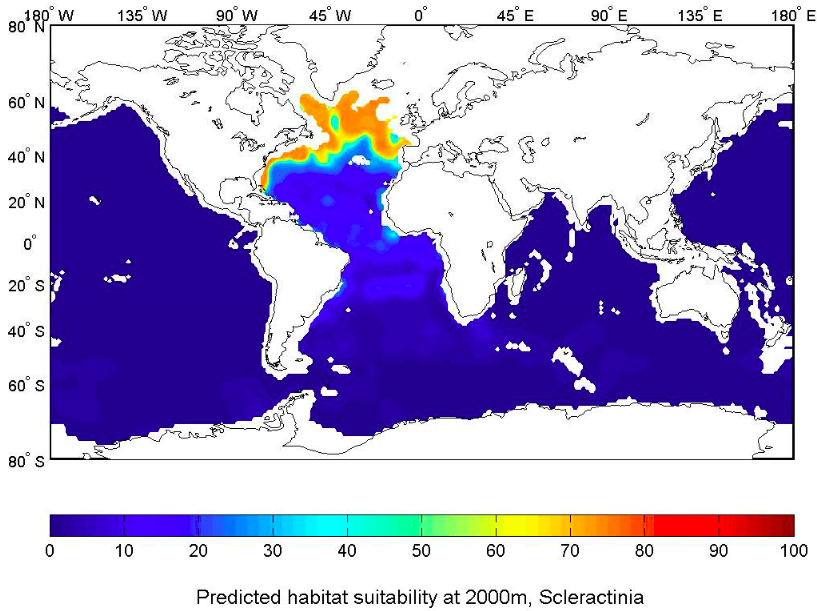 180° W 135° W 90° W 45° W 0° 45° E 90° E 135° E 180° E
80° N
60° N
40° N
20° N
0°
20° S
40° S
60° S
80° S
0 10 20 30 40 50 60 70 80 90 100
Predicted habitat suitability at 2000m, Scleractinia